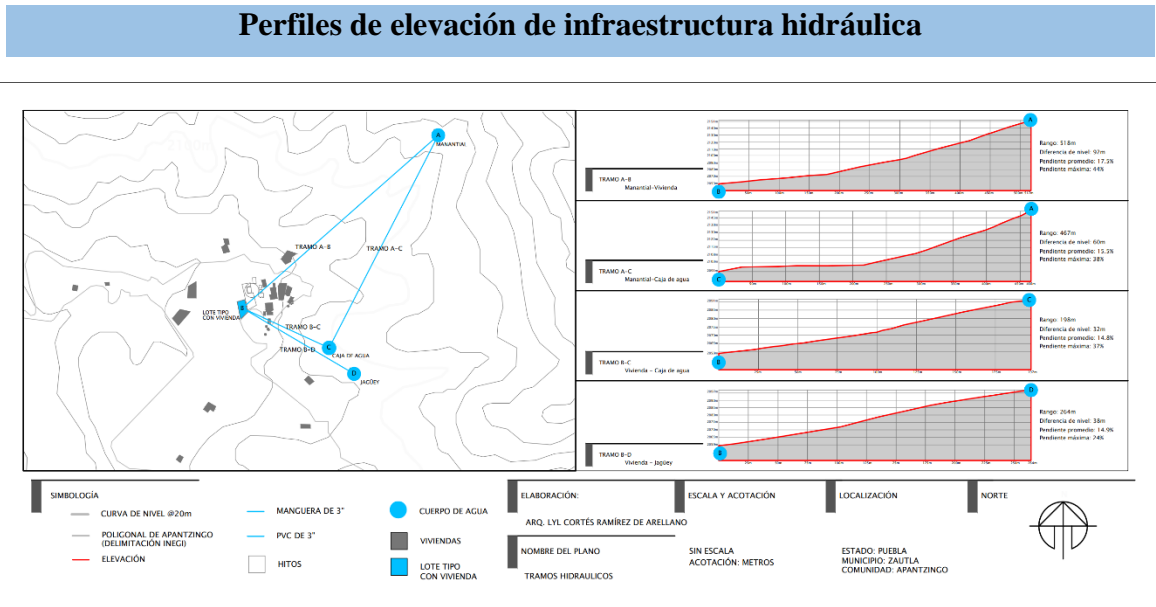 Perfiles de elevación de infraestructura hidráulica
A
MANANTIAL
TRAMO A-B
TRAMO A-C
B
LOTE TIPO
CON VIVIENDA
TRAMO B-C
C
CAJA DE AGUA
TRAMO B-D
D
JAGÜEY
TRAMO A-B
Manantial-Vivienda
B
A
Rango: 518m
Diferencia de nivel: 92m
Pendiente promedio: 17.5%
Pendiente máxima: 44%
TRAMO A-C
Manantial-Caja de agua
C
A
Rango: 467m
Diferencia de nivel: 60m
Pendiente promedio: 15.5%
Pendiente máxima: 38%
TRAMO B-C
Vivienda - Caja de agua
B
C
Rango: 198m
Diferencia de nivel: 32m
Pendiente promedio: 14.8%
Pendiente máxima: 37%
TRAMO B-D
Vivienda - Jagüey
B
D
Rango: 264m
Diferencia de nivel: 38m
Pendiente promedio: 14.9%
Pendiente máxima: 24%
SIMBOLOGÍA
CURVA DE NIVEL @20m
POLIGONAL DE APANTZINGO
(DELIMITACIÓN INEGI)
ELEVACIÓN
MANGUERA DE 3"
PVC DE 3"
HITOS
CUERPO DE AGUA
VIVIENDAS
LOTE TIPO
CON VIVIENDA
ELABORACIÓN:
ARQ. LYL CORTÉS RAMÍREZ DE ARELLANO
NOMBRE DEL PLANO
TRAMOS HIDRAULICOS
ESCALA Y ACOTACIÓN
SIN ESCALA
ACOTACIÓN: METROS
LOCALIZACIÓN
ESTADO: PUEBLA
MUNICIPIO: ZAUTLA
COMUNIDAD: APANTZINGO
NORTE